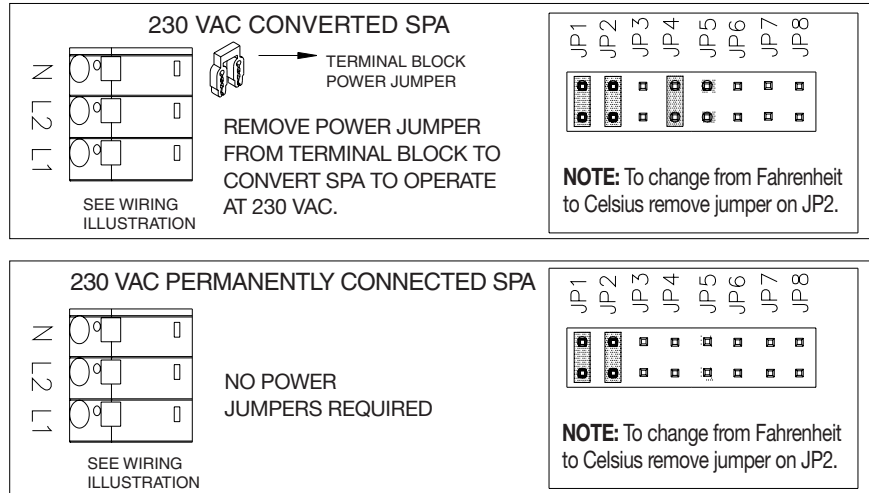 230 VAC CONVERTED SPA
N
L2
L1
SEE WIRING
ILLUSTRATION
TERMINAL BLOCK
POWER JUMPER
REMOVE POWER JUMPER
FROM TERMINAL BLOCK TO
CONVERT SPA TO OPERATE
AT 230 VAC.
JP1 JP2 JP3 JP4 JP5 JP6 JP7 JP8
NOTE: To change from Fahrenheit
to Celsius remove jumper on JP2.
230 VAC PERMANENTLY CONNECTED SPA
N
L2
L1
SEE WIRING
ILLUSTRATION
NO POWER
JUMPERS REQUIRED
JP1 JP2 JP3 JP4 JP5 JP6 JP7 JP8
NOTE: To change from Fahrenheit
to Celsius remove jumper on JP2.